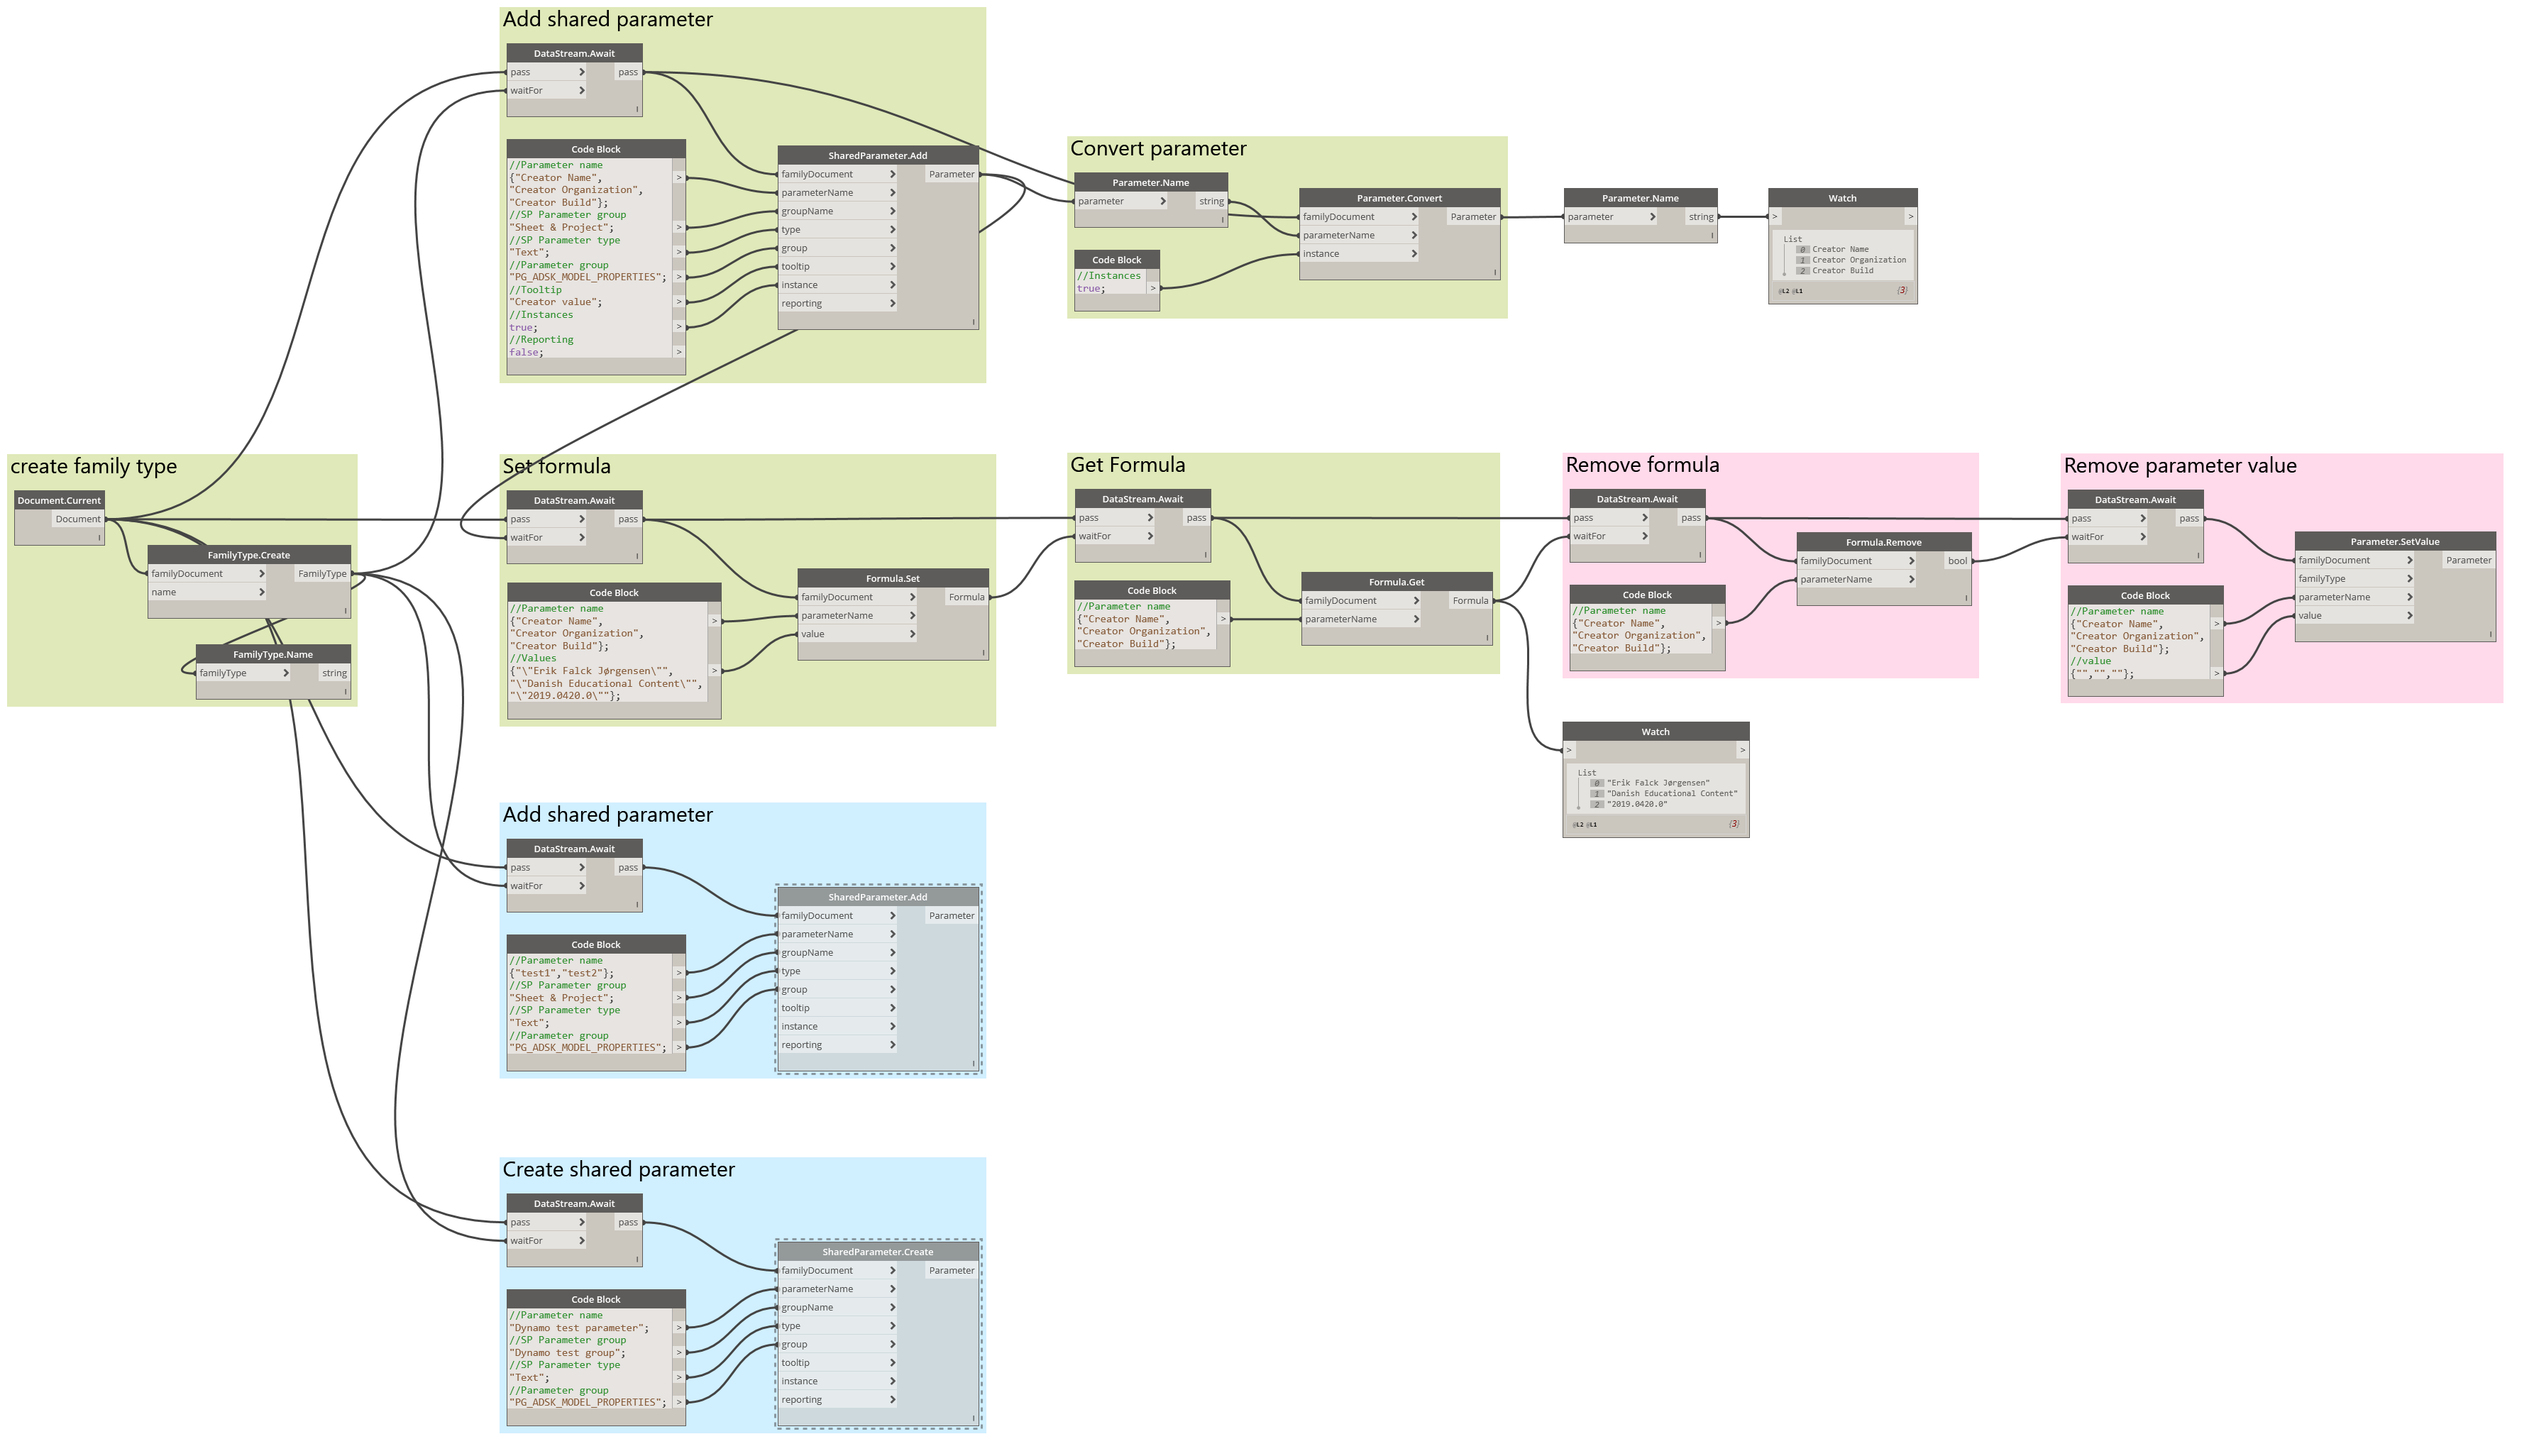 Add shared parameter
DataStream.Await
pass > pass
waitFor >
Code Block
//Parameter name
{"Creator Name", >
"Creator Organization",
"Creator Build"};
//SP Parameter group
"Sheet & Project"; >
//SP Parameter type
"Text"; >
//Parameter group
"PG_ADSK_MODEL_PROPERTIES"; >
//Tooltip
"Creator value"; >
//Instances
true; >
//Reporting
false; >
SharedParameter.Add
familyDocument > Parameter
parameterName >
groupName >
type >
group >
tooltip >
instance >
reporting >
Convert parameter
Parameter.Name
parameter > string
Code Block
//Instances
true; >
Parameter.Convert
familyDocument > Parameter
parameterName >
instance >
Parameter.Name
parameter > string
Watch
> >
List
0 Creator Name
1 Creator Organization
2 Creator Build
@L2 @L1 {3}
create family type
Document.Current
Document
FamilyType.Create
familyDocument > FamilyType
name >
FamilyType.Name
familyType > string
Set formula
DataStream.Await
pass > pass
waitFor >
Code Block
//Parameter name
{"Creator Name", >
"Creator Organization",
"Creator Build"};
//Values
{"\"Erik Falck Jørgensen\"", >
"\"Danish Educational Content\"",
"\"2019.0420.0\""};
Formula.Set
familyDocument > Formula
parameterName >
value >
Get Formula
DataStream.Await
pass > pass
waitFor >
Code Block
//Parameter name
{"Creator Name", >
"Creator Organization",
"Creator Build"};
Formula.Get
familyDocument > Formula
parameterName >
Remove formula
DataStream.Await
pass > pass
waitFor >
Code Block
//Parameter name
{"Creator Name", >
"Creator Organization",
"Creator Build"};
Formula.Remove
familyDocument > bool
parameterName >
Remove parameter value
DataStream.Await
pass > pass
waitFor >
Code Block
//Parameter name
{"Creator Name", >
"Creator Organization",
"Creator Build"};
//value
{"","",""}; >
Parameter.SetValue
familyDocument > Parameter
familyType >
parameterName >
value >
Watch
> >
List
0 "Erik Falck Jørgensen"
1 "Danish Educational Content"
2 "2019.0420.0"
@L2 @L1 {3}
Add shared parameter
DataStream.Await
pass > pass
waitFor >
Code Block
//Parameter name
{"test1","test2"}; >
//SP Parameter group
"Sheet & Project"; >
//SP Parameter type
"Text"; >
//Parameter group
"PG_ADSK_MODEL_PROPERTIES"; >
SharedParameter.Add
familyDocument > Parameter
parameterName >
groupName >
type >
group >
tooltip >
instance >
reporting >
Create shared parameter
DataStream.Await
pass > pass
waitFor >
Code Block
//Parameter name
"Dynamo test parameter"; >
//SP Parameter group
"Dynamo test group"; >
//SP Parameter type
"Text"; >
//Parameter group
"PG_ADSK_MODEL_PROPERTIES"; >
SharedParameter.Create
familyDocument > Parameter
parameterName >
groupName >
type >
group >
tooltip >
instance >
reporting >